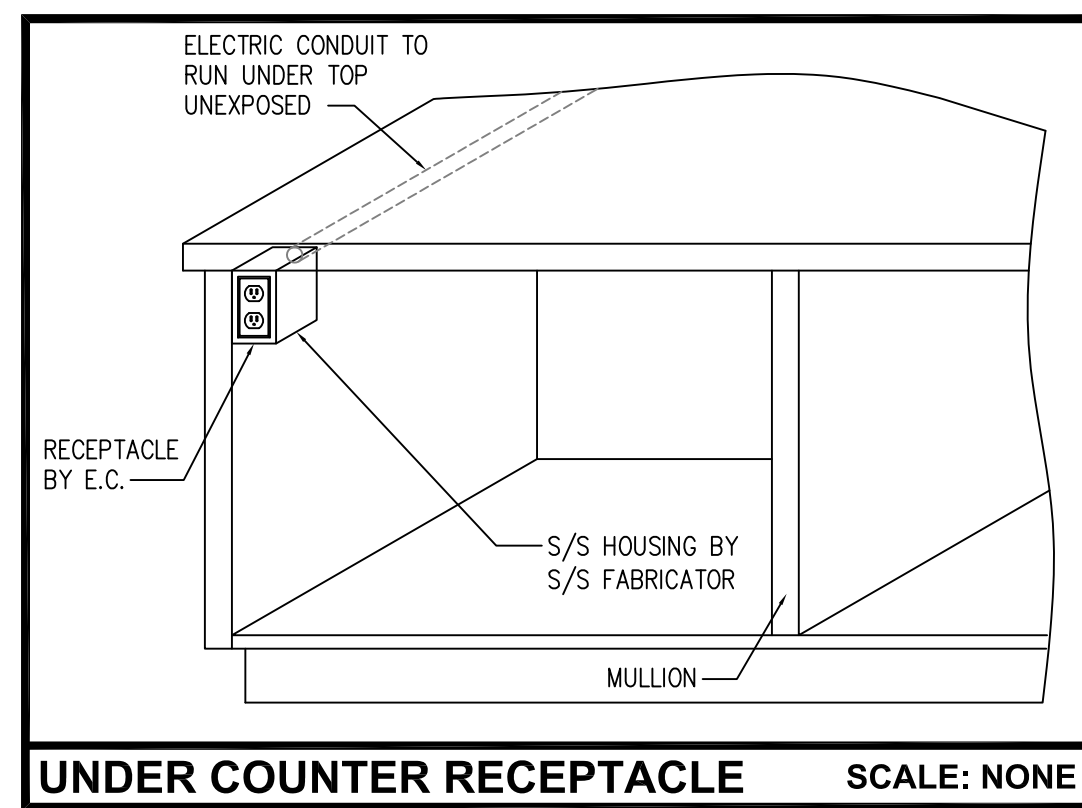 ELECTRIC CONDUIT TO
RUN UNDER TOP
UNEXPOSED
RECEPTACLE
BY E.C.
S/S HOUSING BY
S/S FABRICATOR
MULLION
UNDER COUNTER RECEPTACLE
SCALE: NONE